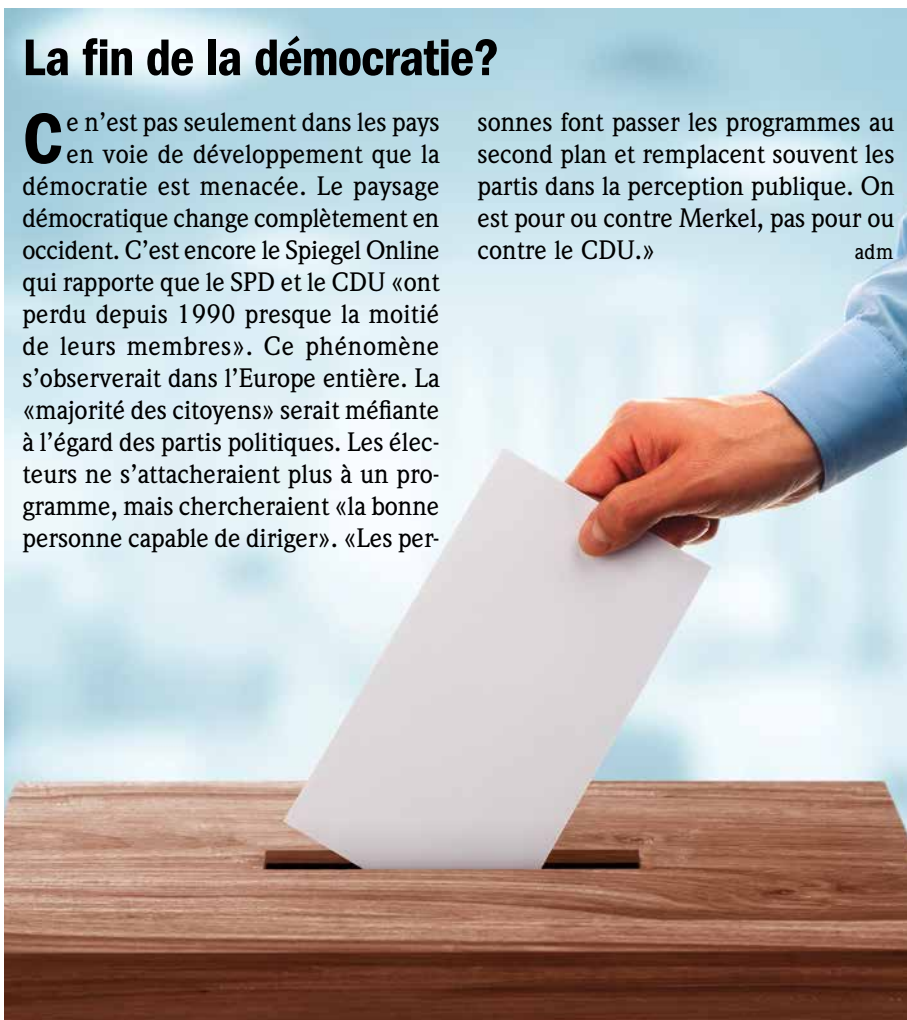 La fin de la démocratie?
Ce n'est pas seulement dans les pays
en voie de développement que la
démocratie est menacée. Le paysage
démocratique change complètement en
occident. C'est encore le Spiegel Online
qui rapporte que le SPD et le CDU «ont
perdu depuis 1990 presque la moitié
de leurs membres». Ce phénomène
s'observerait dans l'Europe entière. La
«majorité des citoyens» serait méfiante
à l'égard des partis politiques. Les élec-
teurs ne s'attacheraient plus à un pro-
gramme, mais chercheraient «la bonne
personne capable de diriger». «Les per-
sonnes font passer les programmes au
second plan et remplacent souvent les
partis dans la perception publique. On
est pour ou contre Merkel, pas pour ou
contre le CDU.» adm